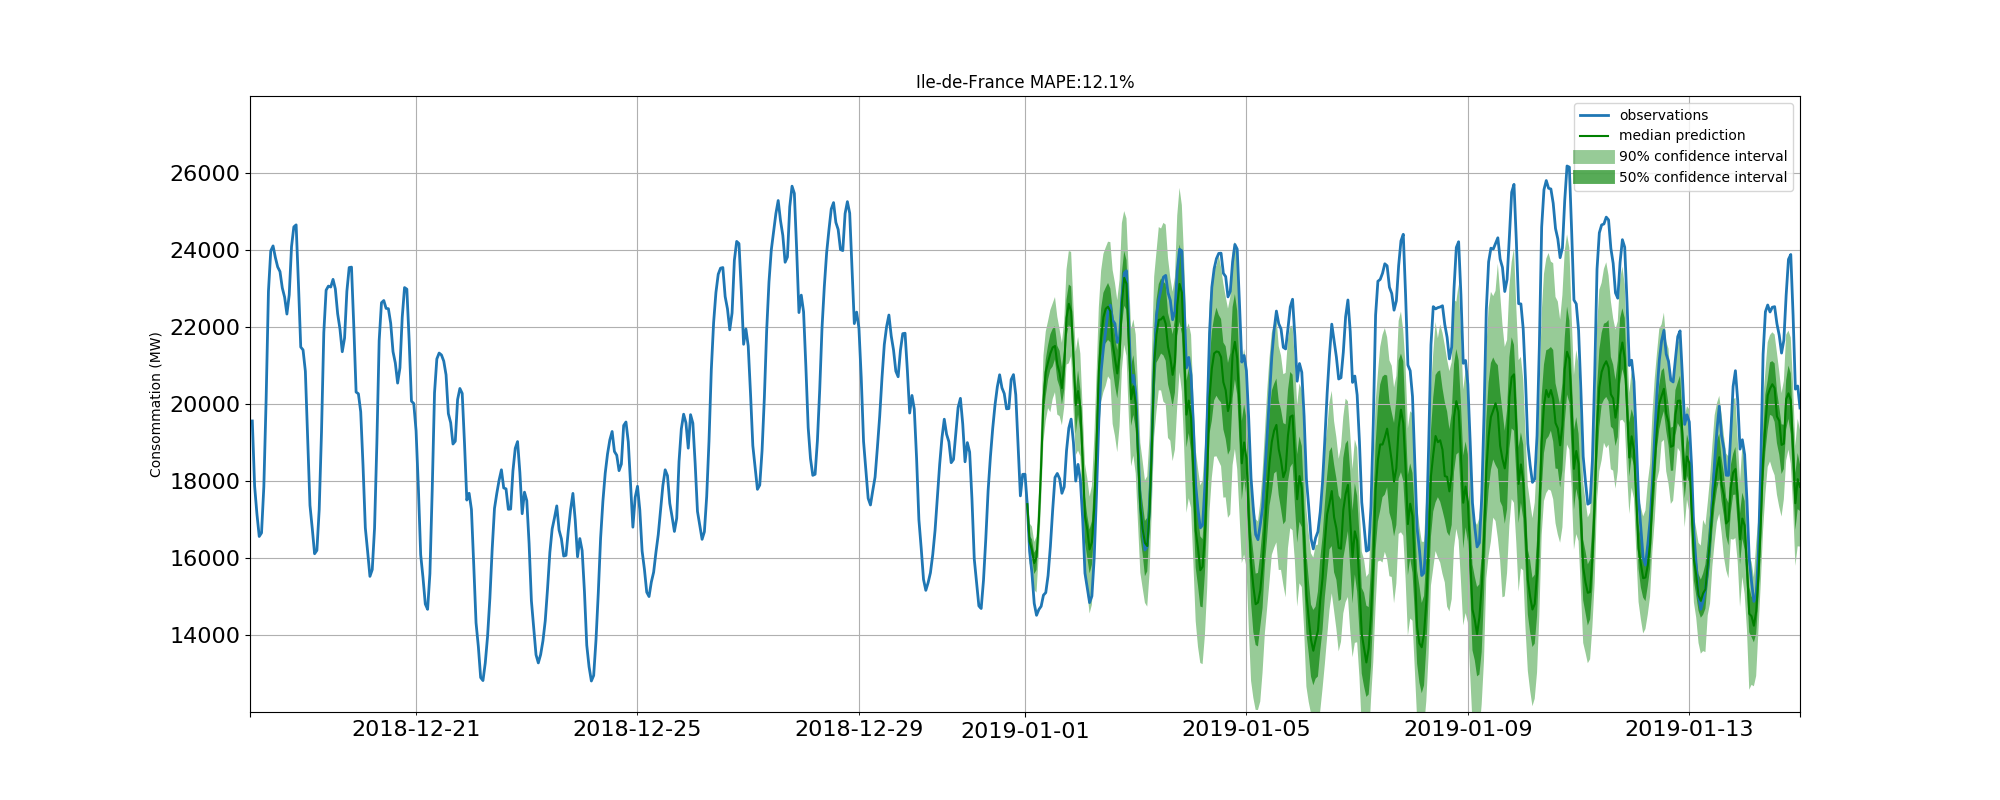 Ile-de-France MAPE:12.1%
observations
median prediction
90% confidence interval
50% confidence interval
Consommation (MW)
26000
24000
22000
20000
18000
16000
14000
2018-12-21 2018-12-25 2018-12-29 2019-01-01 2019-01-05 2019-01-09 2019-01-13